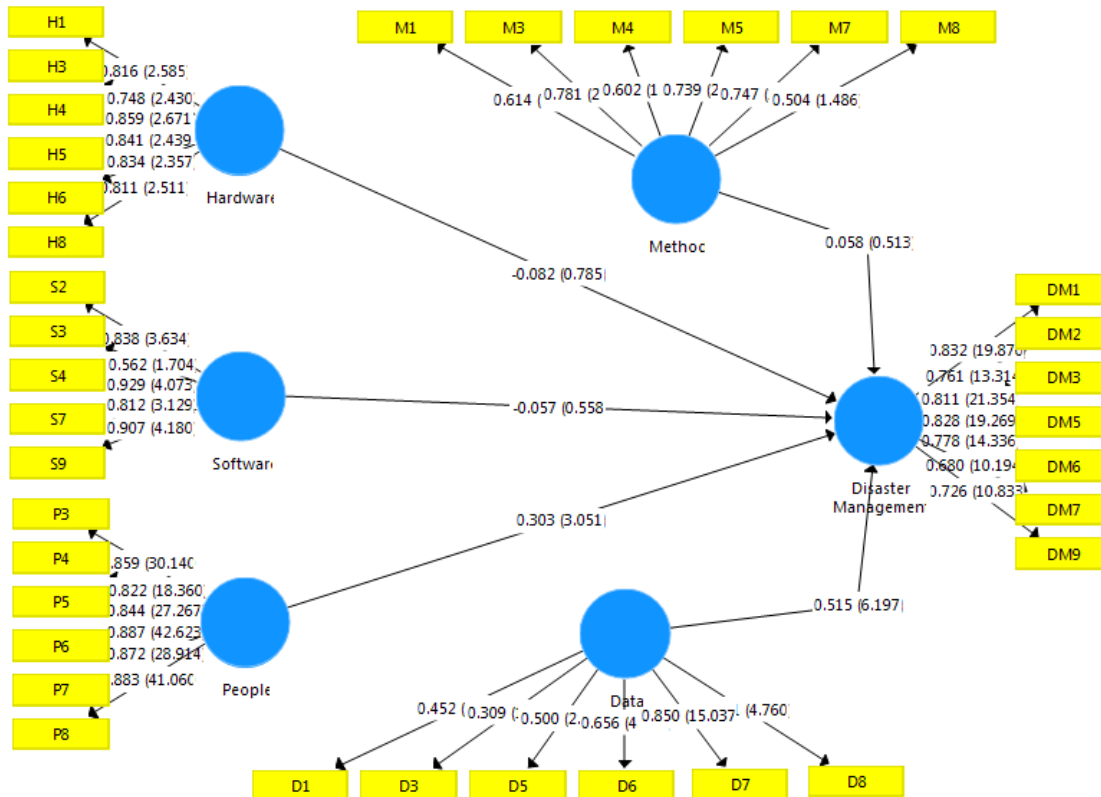 H1
H3
H4
H5
H6
H8
0.816 (2.585)
0.748 (2.430)
0.859 (2.671)
0.841 (2.439)
0.834 (2.357)
0.811 (2.511)
Hardware
M1
M3
M4
M5
M7
M8
0.614 (
0.781 (2
0.602 (1
0.739 (2
0.747 (
0.504 (1.486)
Method
0.058 (0.513)
-0.082 (0.785)
S2
S3
S4
S7
S9
0.838 (3.634)
0.562 (1.704)
0.929 (4.073)
0.812 (3.129)
0.907 (4.180)
Software
-0.057 (0.558
DM1
DM2
DM3
DM5
DM6
DM7
DM9
0.832 (19.870)
0.761 (13.314
0.811 (21.354
0.828 (19.269
0.778 (14.336
0.680 (10.194
0.726 (10.833
Disaster
Management
P3
P4
P5
P6
P7
P8
.859 (30.140
0.822 (18.360)
0.844 (27.267
0.887 (42.623
0.872 (28.914
.883 (41.060
People
0.303 (3.051)
0.515 (6.197)
Data
0.452 (
0.309 (
0.500 (2.
0.656 (4
0.850 (15.037
(4.760)
D1
D3
D5
D6
D7
D8